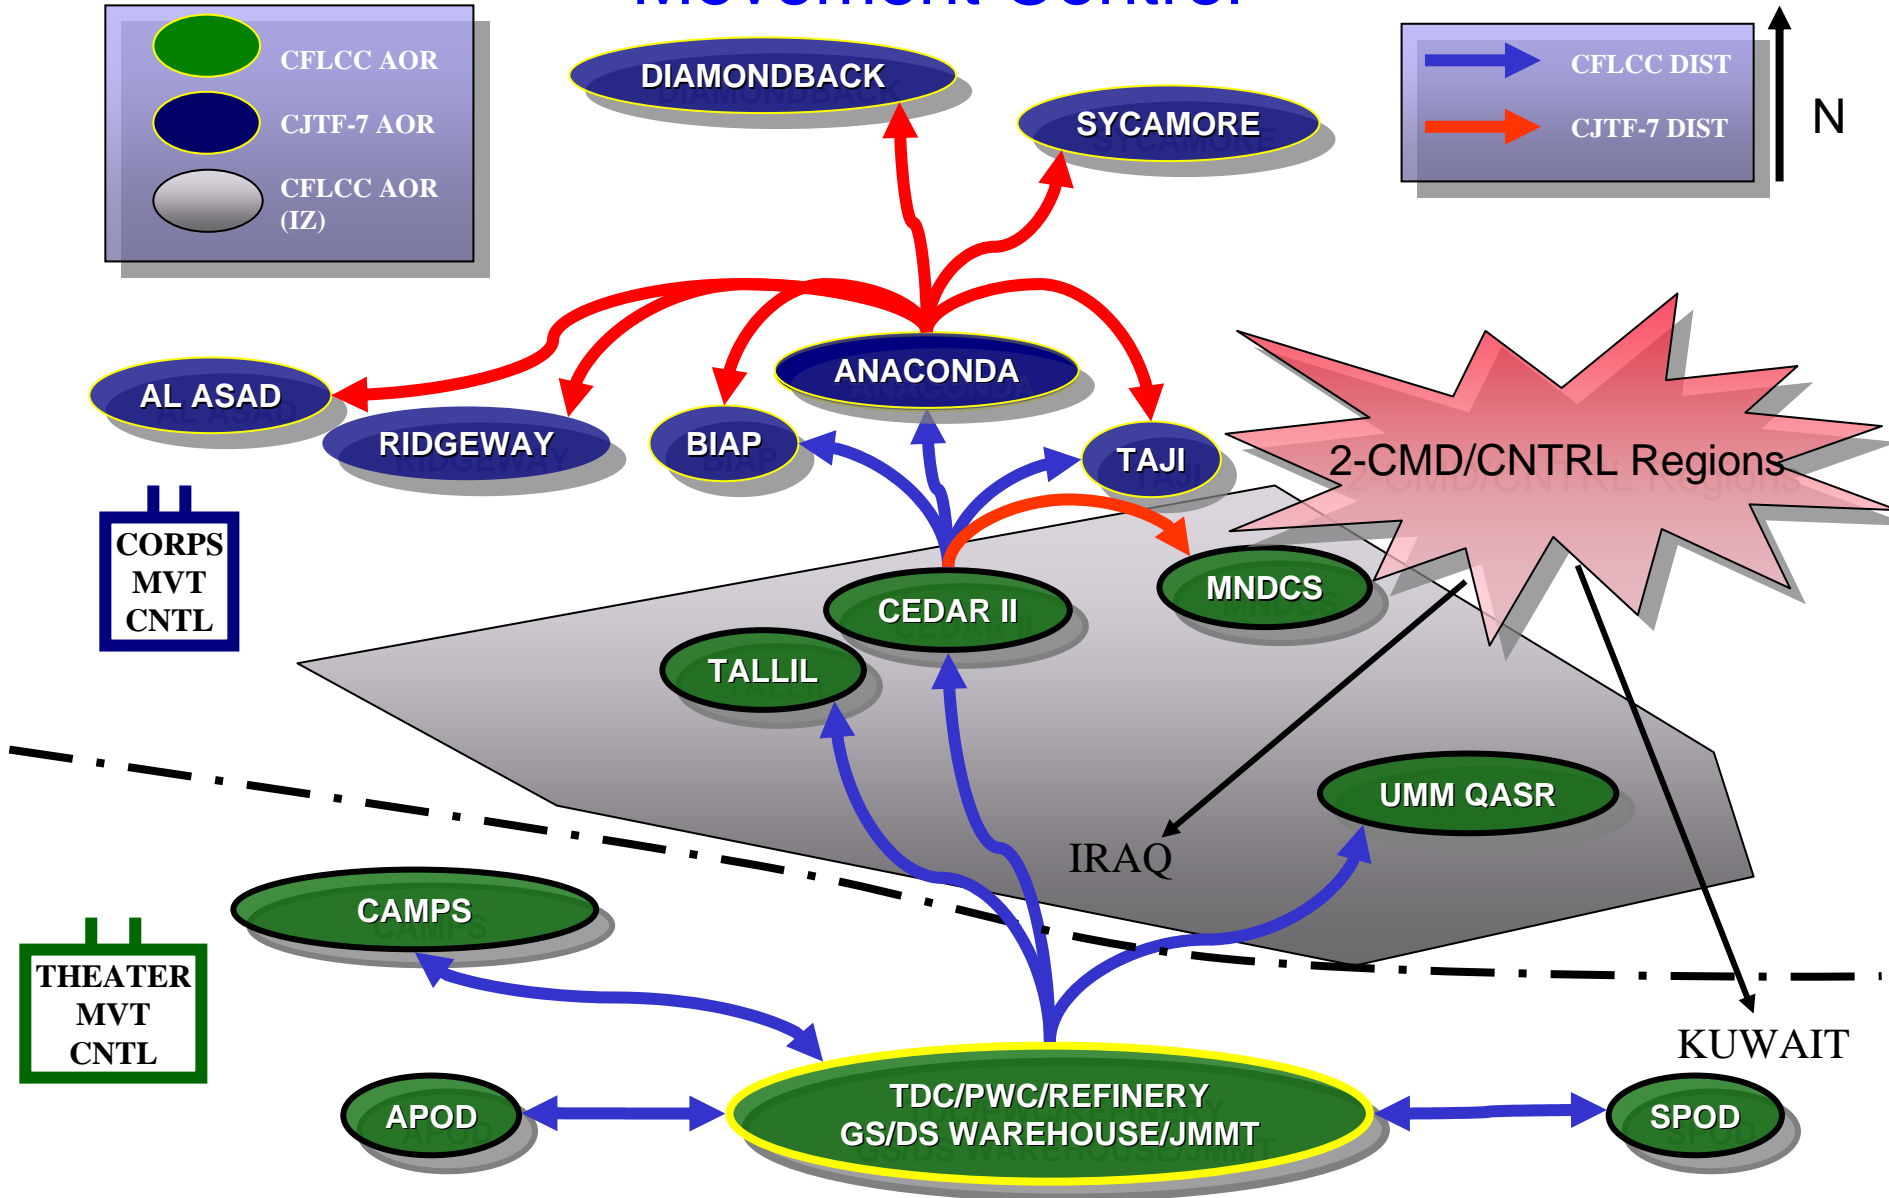 Movement Control
CFLCC AOR
CJTF-7 AOR
CFLCC AOR
(IZ)
CFLCC DIST
CJTF-7 DIST
N
DIAMONDBACK
SYCAMORE
ANACONDA
AL ASAD
RIDGEWAY
BIAP
TAJI
2-CMD/CNTRL Regions
CORPS
MVT
CNTL
CEDAR II
MNDCS
TALLIL
UMM QASR
IRAQ
CAMPS
THEATER
MVT
CNTL
KUWAIT
APOD
TDC/PWC/REFINERY
GS/DS WAREHOUSE/JMMT
SPOD